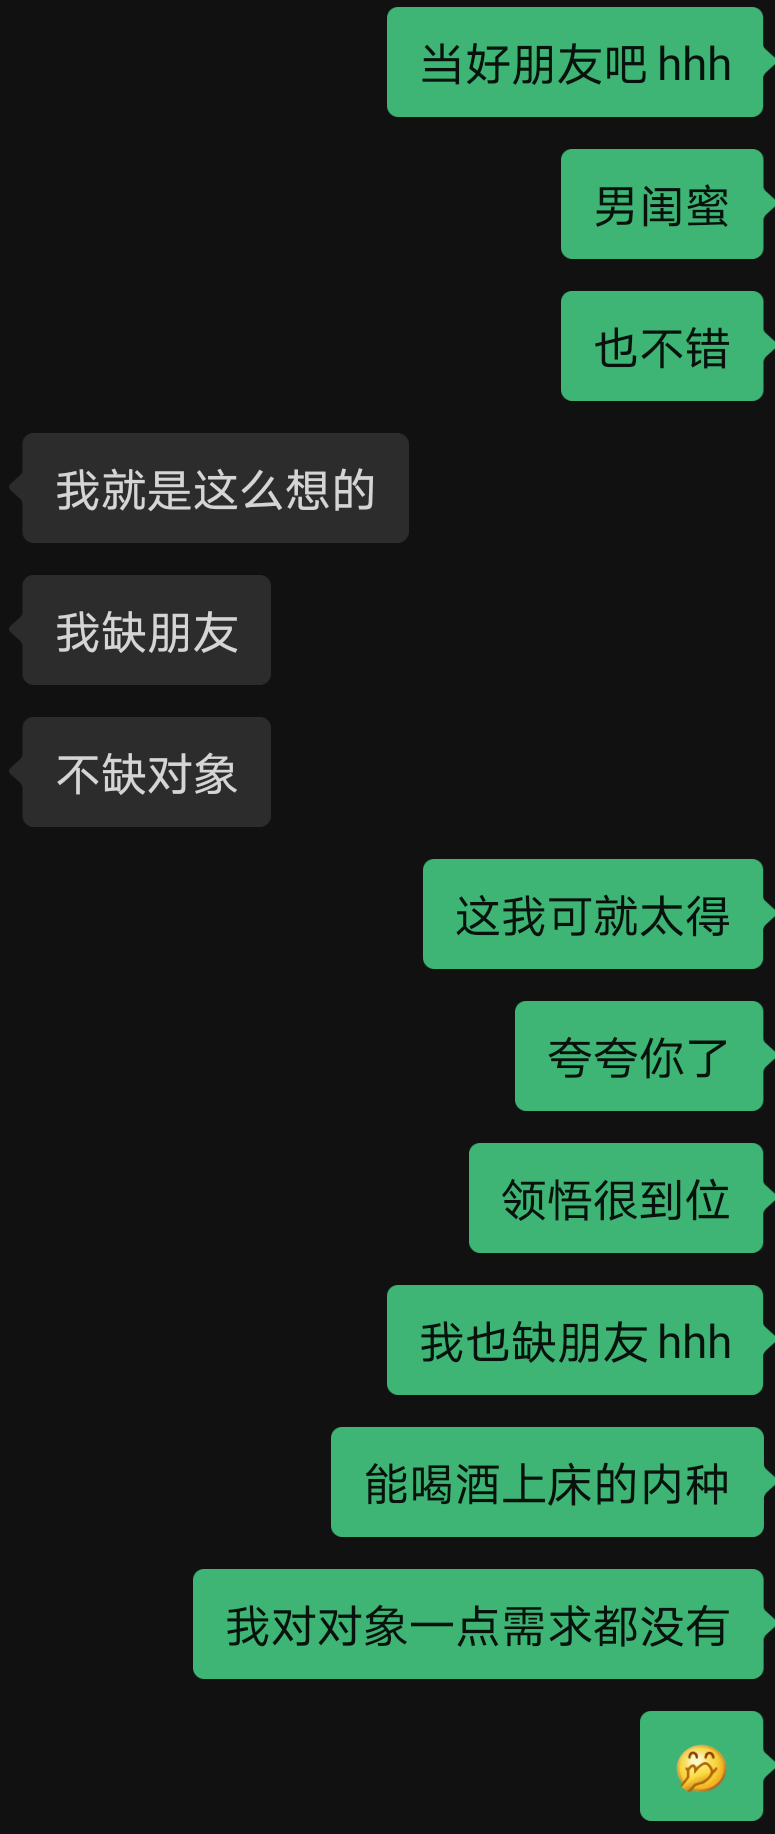 当好朋友吧 hhh
男闺蜜
也不错
我就是这么想的
我缺朋友
不缺对象
这我可就太得
夸夸你了
领悟很到位
我也缺朋友 hhh
能喝酒上床的内种
我对对象一点需求都没有
🤭